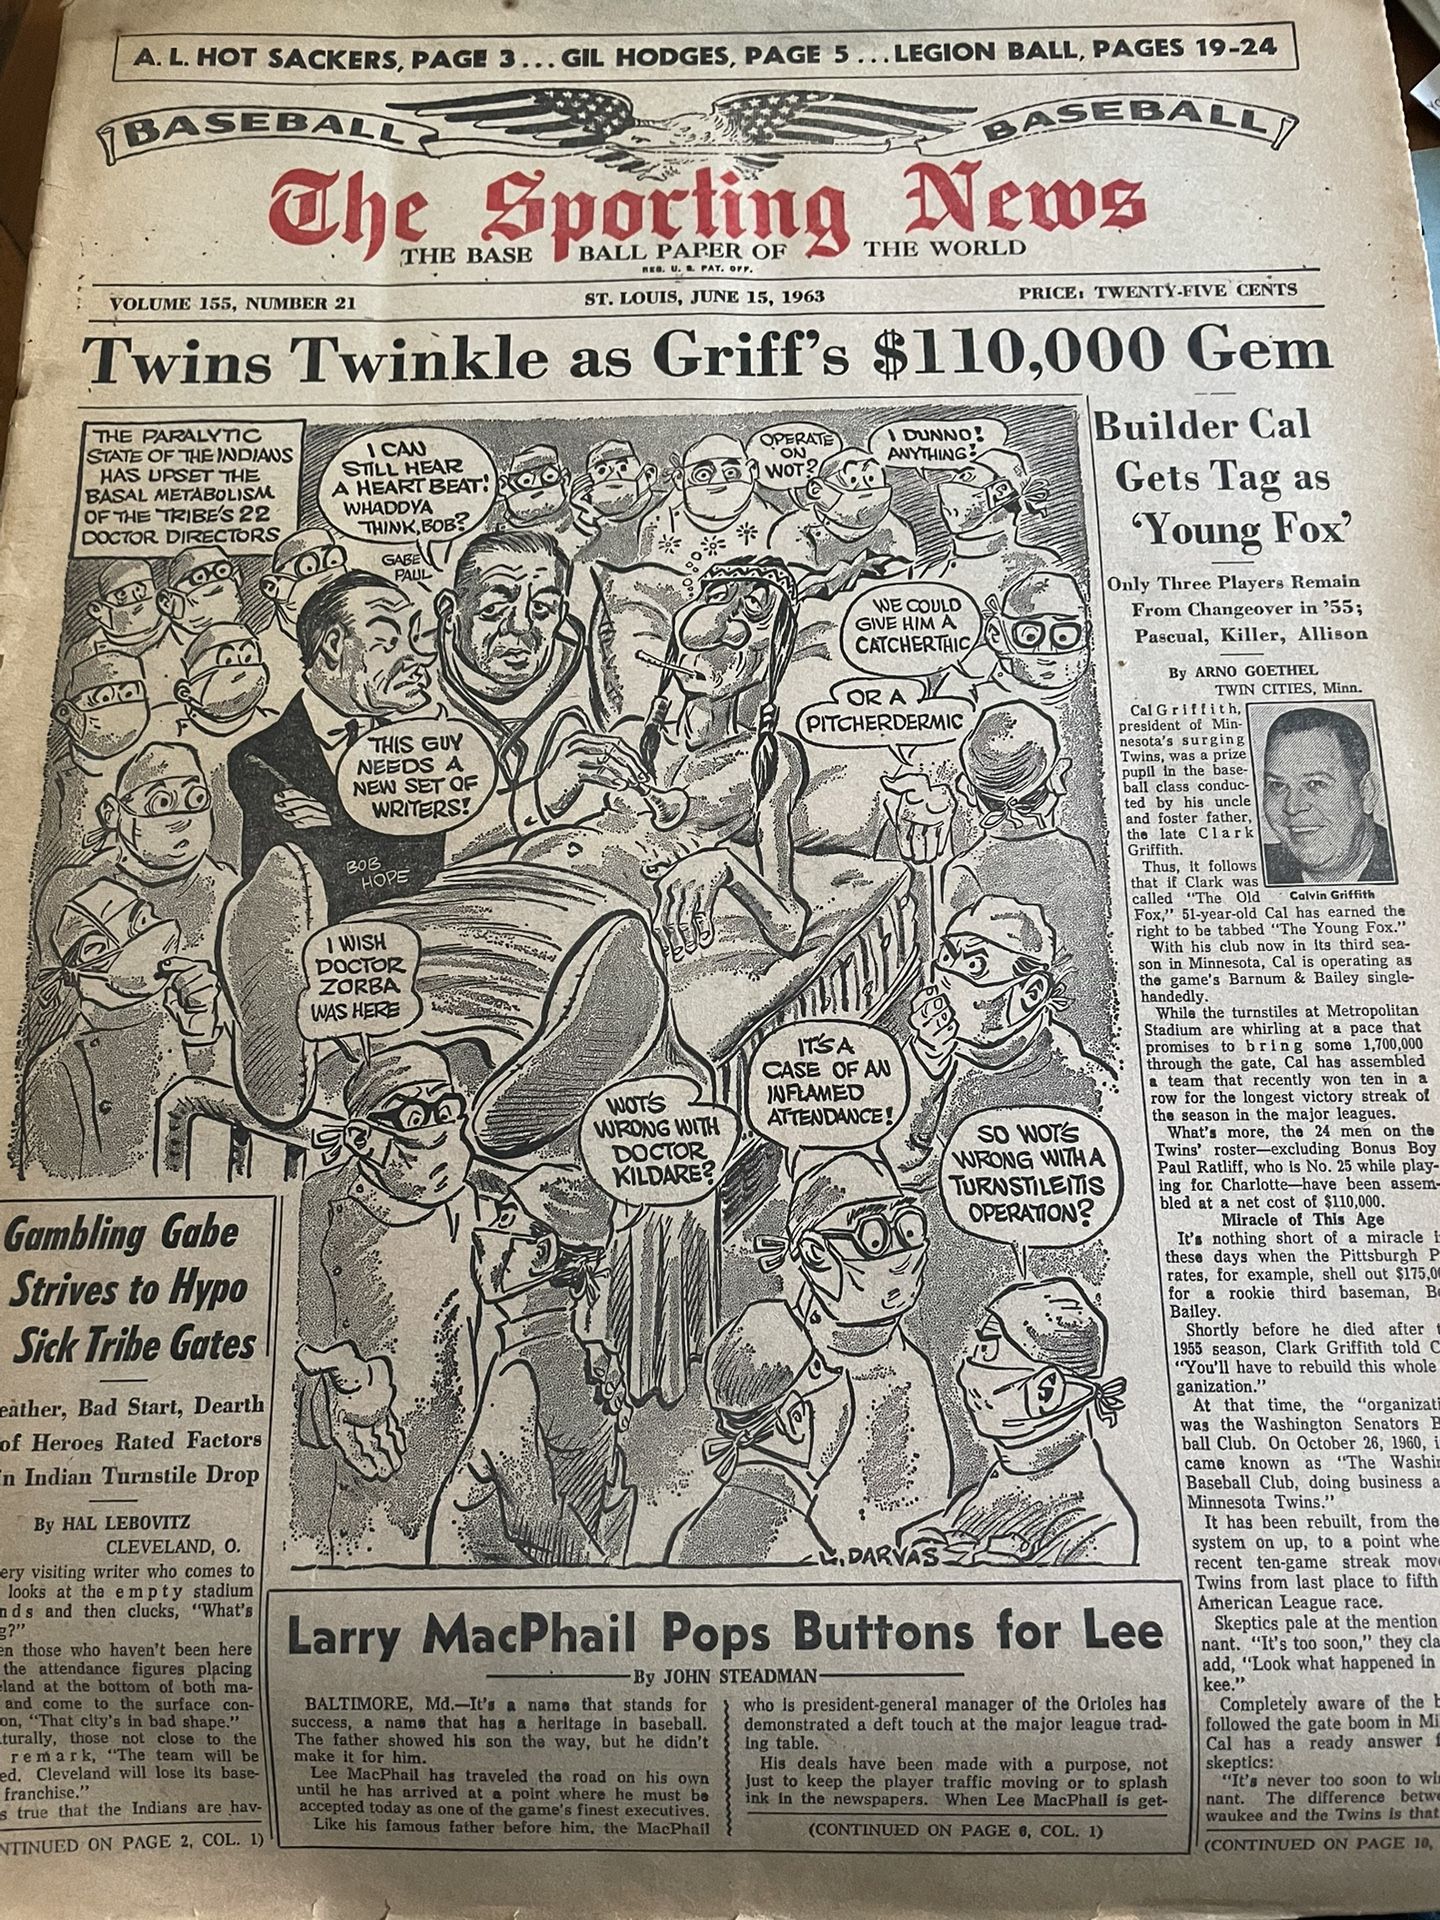 A. L. HOT SACKERS, PAGE 3...GIL HODGES, PAGE 5...LEGION BALL, PAGES 19-24
BASEBALL
BASEBALL
The Sporting News
THE BASE BALL PAPER OF THE WORLD
REG. U. S. PAT. OFF.
VOLUME 155, NUMBER 21
ST. LOUIS, JUNE 15, 1963
PRICE: TWENTY-FIVE CENTS
Twins Twinkle as Griff's $110,000 Gem
THE PARALYTIC
STATE OF THE INDIANS
HAS UPSET THE
BASAL METABOLISM
OF THE TRIBE'S 22
DOCTOR DIRECTORS
I CAN
STILL HEAR
A HEART BEAT!
WHADDYA
THINK, BOB?
GABE
PAUL
OPERATE
ON
WOT?
I DUNNO!
ANYTHING!
WE COULD
GIVE HIM A
CATCHERTHIC
OR A
PITCHERDERMIC
THIS GUY
NEEDS A
NEW SET OF
WRITERS!
BOB
HOPE
I WISH
DOCTOR
ZORBA
WAS HERE
WOT'S
WRONG WITH
DOCTOR
KILDARE?
IT'S A
CASE OF AN
INFLAMED
ATTENDANCE!
SO WOT'S
WRONG WITH A
TURNSTILEITIS
OPERATION?
$
L. DARVAS
Builder Cal
Gets Tag as
'Young Fox'
Only Three Players Remain
From Changeover in '55;
Pascual, Killer, Allison
By ARNO GOETHEL
TWIN CITIES, Minn.
Cal Griffith,
president of Min-
nesota's surging
Twins, was a prize
pupil in the base-
ball class conduc-
ted by his uncle
and foster father,
the late Clark
Griffith.
Thus, it follows
that if Clark was
called "The Old
Calvin Griffith
Fox," 51-year-old Cal has earned the
right to be tabbed "The Young Fox."
With his club now in its third sea-
son in Minnesota, Cal is operating as
the game's Barnum & Bailey single-
handedly.
While the turnstiles at Metropolitan
Stadium are whirling at a pace that
promises to bring some 1,700,000
through the gate, Cal has assembled
a team that recently won ten in a
row for the longest victory streak of
the season in the major leagues.
What's more, the 24 men on the
Twins' roster—excluding Bonus Boy
Paul Ratliff, who is No. 25 while play-
ing for Charlotte—have been assem-
bled at a net cost of $110,000.
Miracle of This Age
It's nothing short of a miracle
these days when the Pittsburgh P
rates, for example, shell out
for a rookie third baseman,
Bailey.
Shortly before he died after
1955 season, Clark Griffith told
"You'll have to rebuild this whole
ganization."
At that time, the "organizati
was the Washington Senators
ball Club. On October 26, 1960,
came known as "The Washi
Baseball Club, doing business
Minnesota Twins."
It has been rebuilt, from the
system on up, to a point whe
recent ten-game streak mov
Twins from last place to fifth
American League race.
Skeptics pale at the mention
nant. "It's too soon," they cla
add, "Look what happened in
kee."
Completely aware of the
followed the gate boom in Mi
Cal has a ready answer
skeptics:
"It's never too soon to wi
nant. The difference betw
waukee and the Twins is that
(CONTINUED ON PAGE 10,
Gambling Gabe
Strives to Hypo
Sick Tribe Gates
eather, Bad Start, Dearth
of Heroes Rated Factors
n Indian Turnstile Drop
By HAL LEBOVITZ
CLEVELAND, O.
ery visiting writer who comes to
looks at the empty stadium
nds and then clucks, "What's
g?"
en those who haven't been here
the attendance figures placing
land at the bottom of both ma-
and come to the surface con-
on, "That city's in bad shape."
turally, those not close to the
remark, "The team will be
ed. Cleveland will lose its base-
franchise."
s true that the Indians are hav-
NTINUED ON PAGE 2, COL. 1)
Larry MacPhail Pops Buttons for Lee
By JOHN STEADMAN
BALTIMORE, Md.—It's a name that stands for
success, a name that has a heritage in baseball.
The father showed his son the way, but he didn't
make it for him.
Lee MacPhail has traveled the road on his own
until he has arrived at a point where he must be
accepted today as one of the game's finest executives.
Like his famous father before him, the MacPhail
who is president-general manager of the Orioles has
demonstrated a deft touch at the major league trad-
ing table.
His deals have been made with a purpose, not
just to keep the player traffic moving or to splash
ink in the newspapers. When Lee MacPhail is get-
(CONTINUED ON PAGE 6, COL. 1)